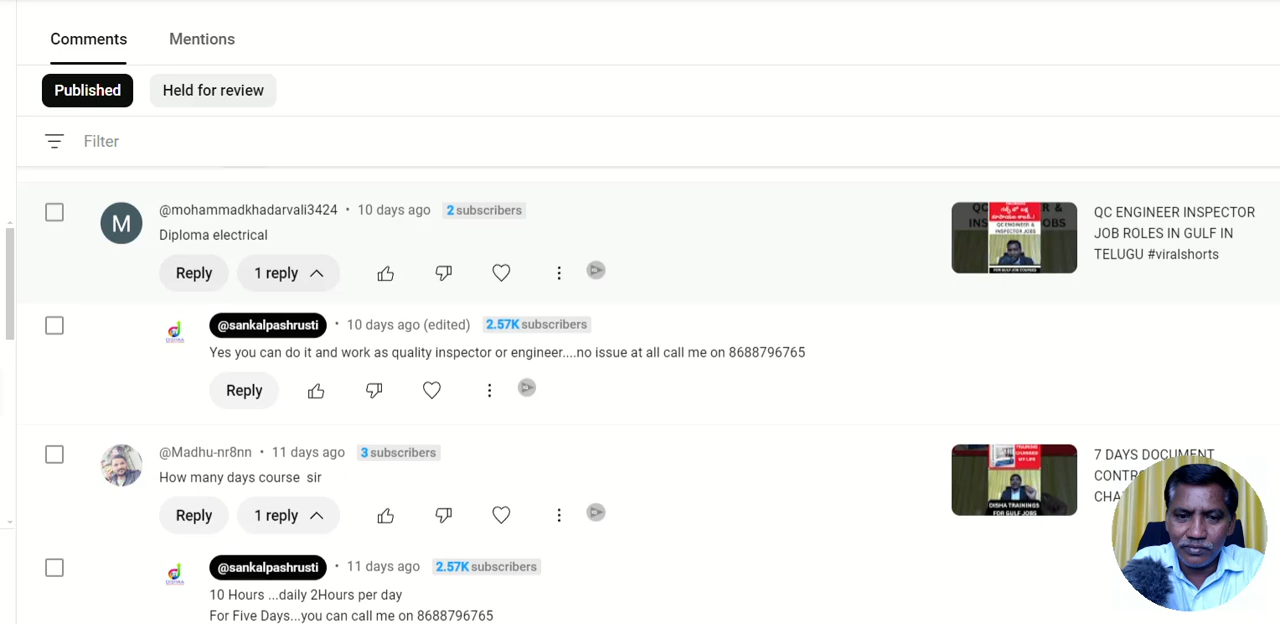 Comments Mentions
Published Held for review
Filter
@mohammadkhadarvali3424 • 10 days ago 2 subscribers
Diploma electrical
Reply 1 reply
QC ENGINEER INSPECTOR
JOB ROLES IN GULF IN
TELUGU #viralshorts
@sankalpashrusti • 10 days ago (edited) 2.57K subscribers
Yes you can do it and work as quality inspector or engineer....no issue at all call me on 8688796765
Reply
@Madhu-nr8nn • 11 days ago 3 subscribers
How many days course sir
Reply 1 reply
7 DAYS DOCUMENT
DISHA TRAININGS
FOR GULF JOBS
@sankalpashrusti • 11 days ago 2.57K subscribers
10 Hours ...daily 2Hours per day
For Five Days...you can call me on 8688796765